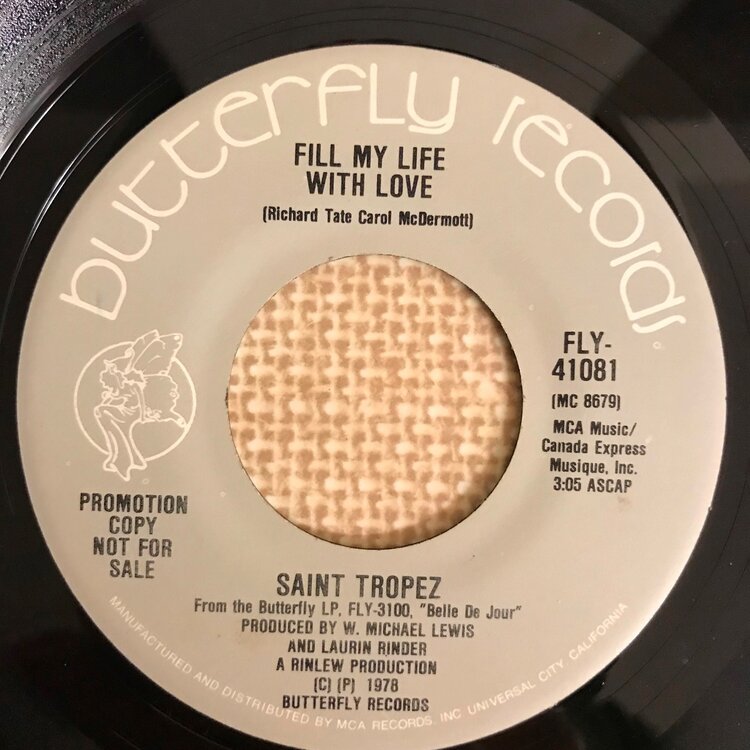 butterfly records
FILL MY LIFE
WITH LOVE
(Richard Tate Carol McDermott)
FLY-
41081
(MC 8679)
MCA Music/
Canada Express
Musique, Inc.
3:05 ASCAP
PROMOTION
COPY
NOT FOR
SALE
SAINT TROPEZ
From the Butterfly LP, FLY-3100, "Belle De Jour"
PRODUCED BY W. MICHAEL LEWIS
AND LAURIN RINDER
A RINLEW PRODUCTION
(C) (P) 1978
BUTTERFLY RECORDS
MANUFACTURED AND DISTRIBUTED BY MCA RECORDS, INC UNIVERSAL CITY, CALIFORNIA